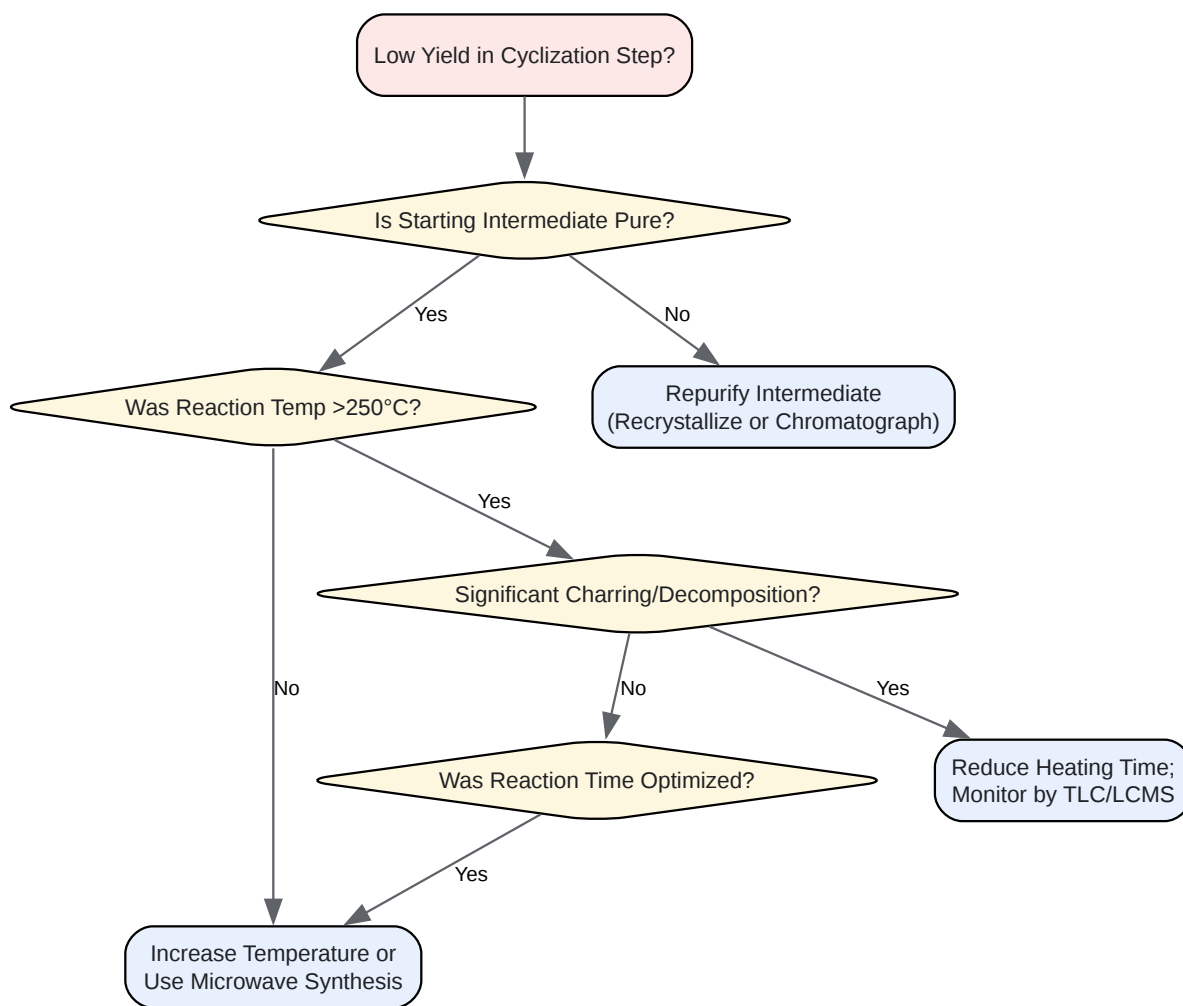 Low Yield in Cyclization Step?
Is Starting Intermediate Pure?
Yes
No
Was Reaction Temp >250°C?
Repurify Intermediate
(Recrystallize or Chromatograph)
Yes
Significant Charring/Decomposition?
No
No
Yes
Was Reaction Time Optimized?
Reduce Heating Time;
Monitor by TLC/LCMS
Yes
Increase Temperature or
Use Microwave Synthesis